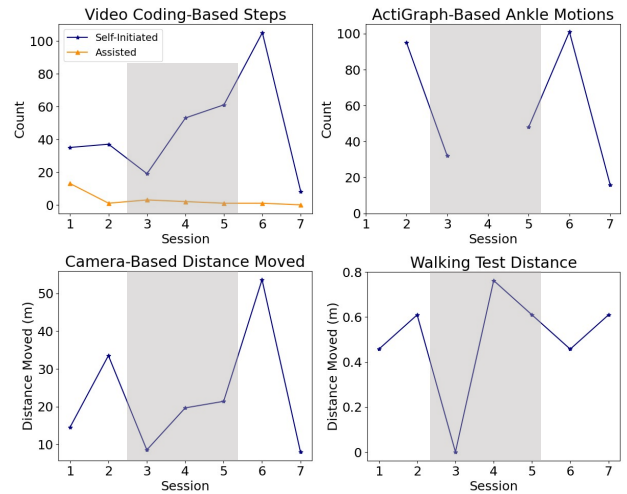 Video Coding-Based Steps
Self-Initiated
Assisted
100
80
60
40
20
0
Count
1 2 3 4 5 6 7
Session
ActiGraph-Based Ankle Motions
100
80
60
40
20
0
Count
1 2 3 4 5 6 7
Session
Camera-Based Distance Moved
50
40
30
20
10
Distance Moved (m)
1 2 3 4 5 6 7
Session
Walking Test Distance
0.8
0.6
0.4
0.2
0
Distance Moved (m)
1 2 3 4 5 6 7
Session